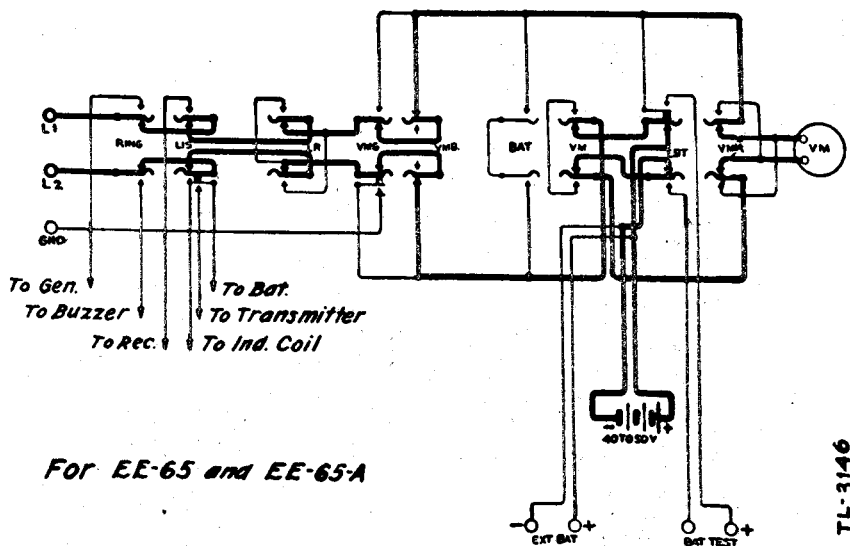 L1
RING
LIS
R
VMG
VMB
BAT
VM
BT
VMR
VM
L2
GND.
To Gen.
To Bat.
To Buzzer
To Transmitter
To Rec.
To Ind. Coil
- +
40 TO 50 V
For EE-65 and EE-65-A
- +
EXT BAT
+
BAT TEST
TL-3146